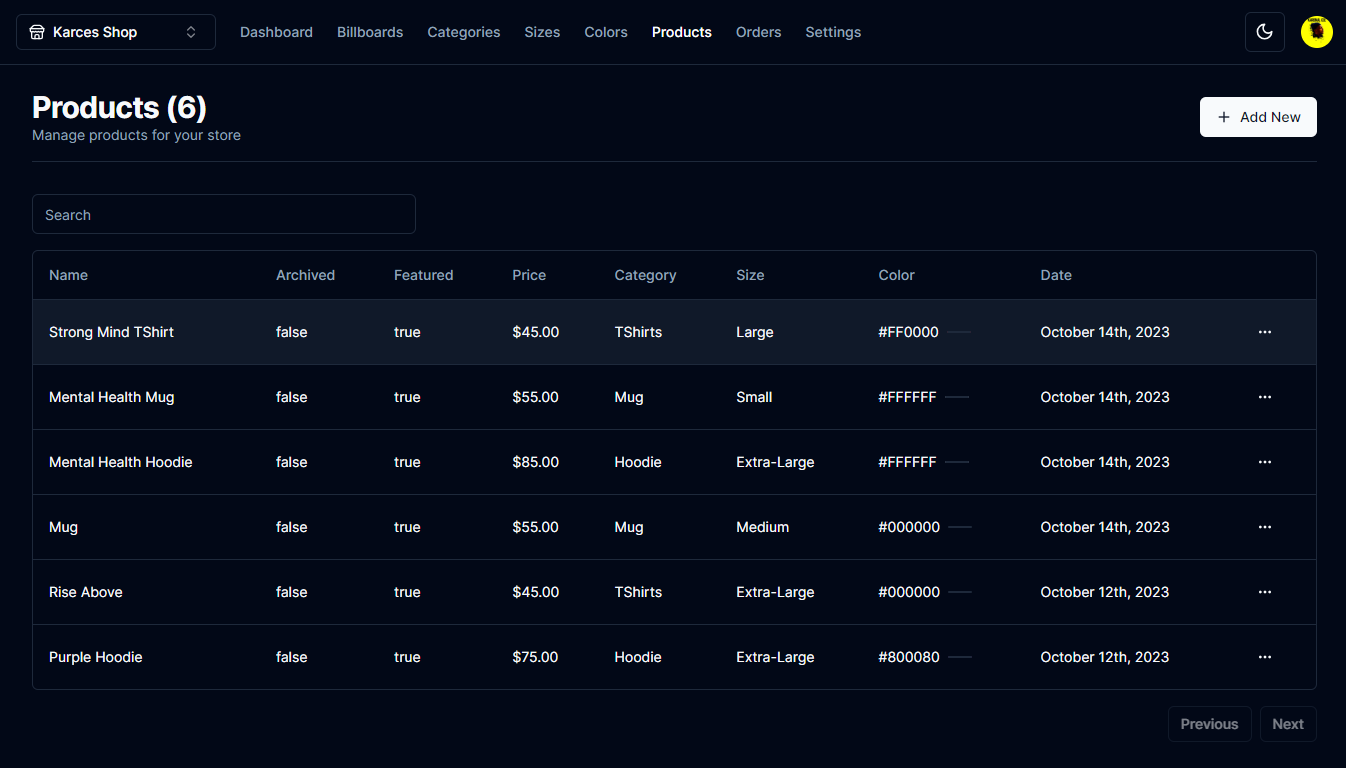 Karces Shop Dashboard Billboards Categories Sizes Colors Products Orders Settings
Products (6)
Manage products for your store
+ Add New
Search
Name Archived Featured Price Category Size Color Date
Strong Mind TShirt false true $45.00 TShirts Large #FF0000 October 14th, 2023 ...
Mental Health Mug false true $55.00 Mug Small #FFFFFF October 14th, 2023 ...
Mental Health Hoodie false true $85.00 Hoodie Extra-Large #FFFFFF October 14th, 2023 ...
Mug false true $55.00 Mug Medium #000000 October 14th, 2023 ...
Rise Above false true $45.00 TShirts Extra-Large #000000 October 12th, 2023 ...
Purple Hoodie false true $75.00 Hoodie Extra-Large #800080 October 12th, 2023 ...
Previous Next